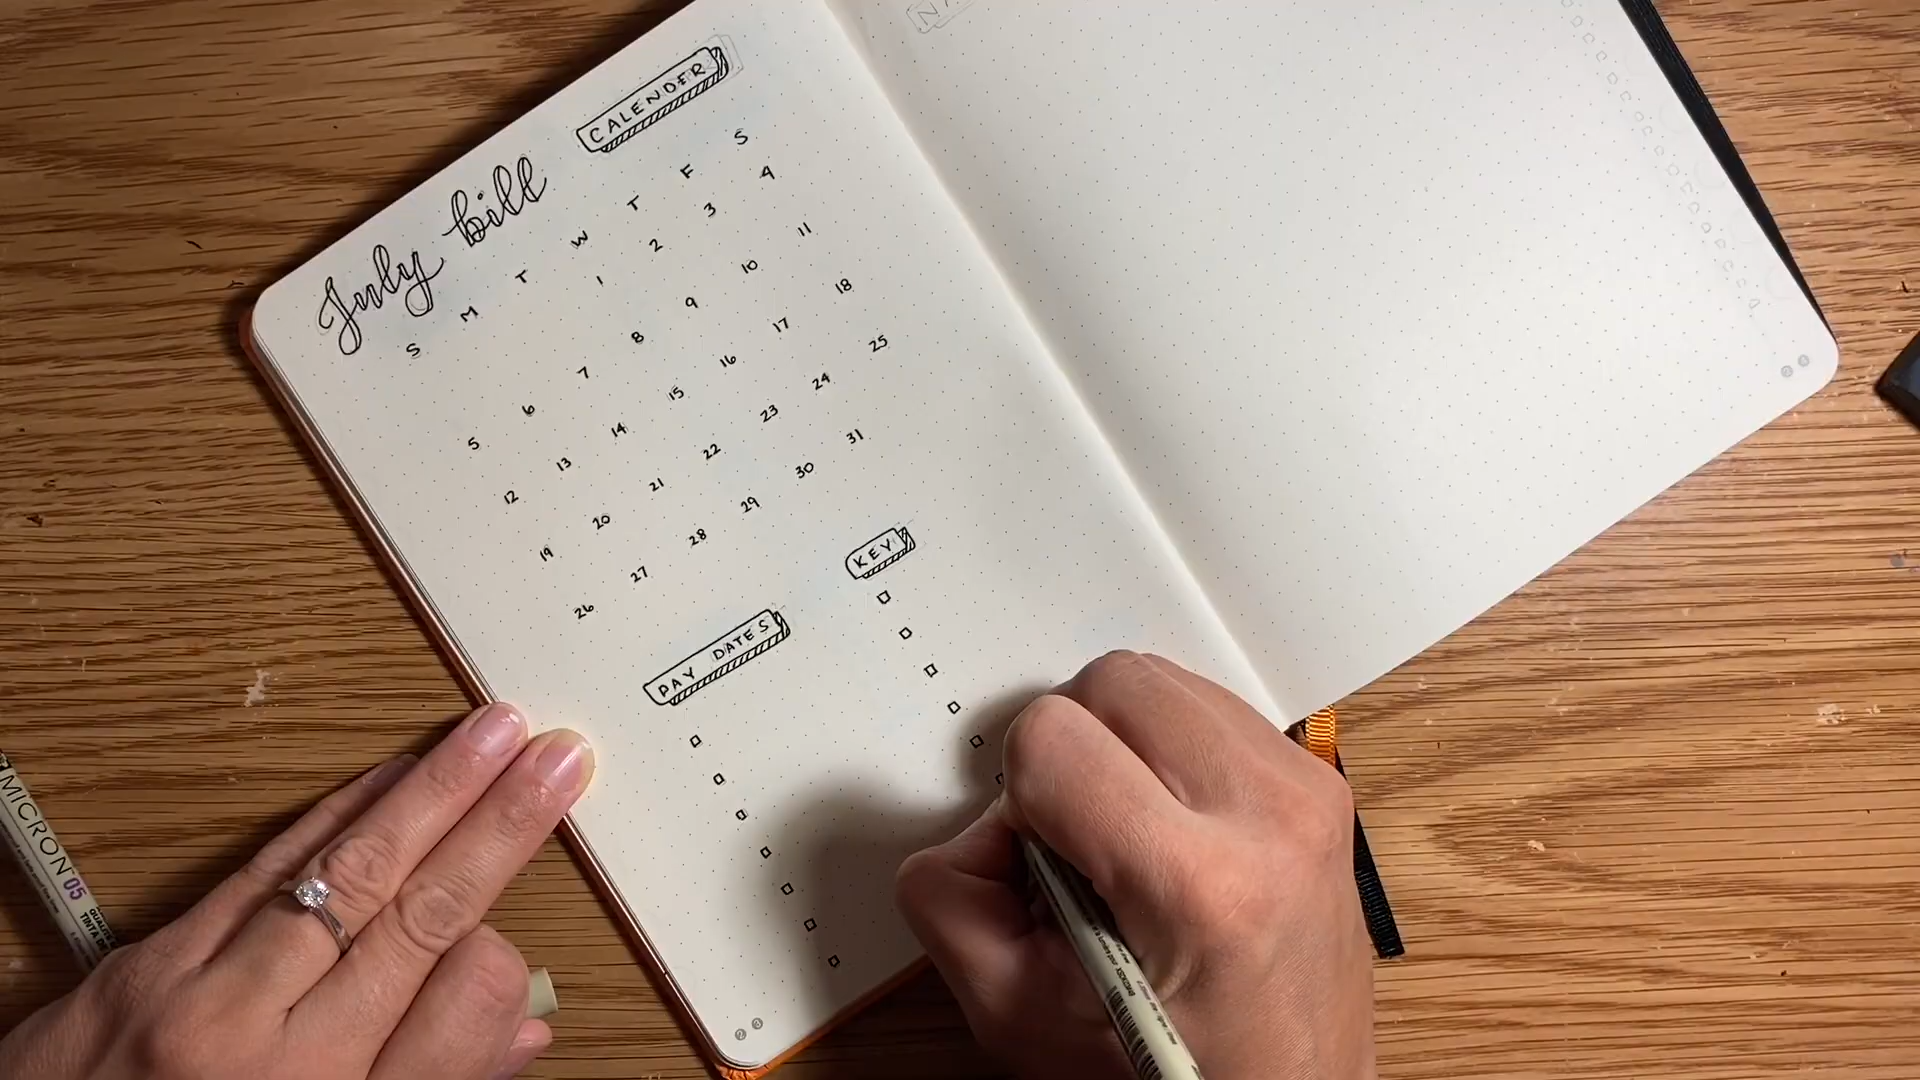 July bill
CALENDER
S M T W T F S
1 2 3 4
5 6 7 8 9 10 11
12 13 14 15 16 17 18
19 20 21 22 23 24 25
26 27 28 29 30 31
PAY DATES
KEY
MICRON 05
23